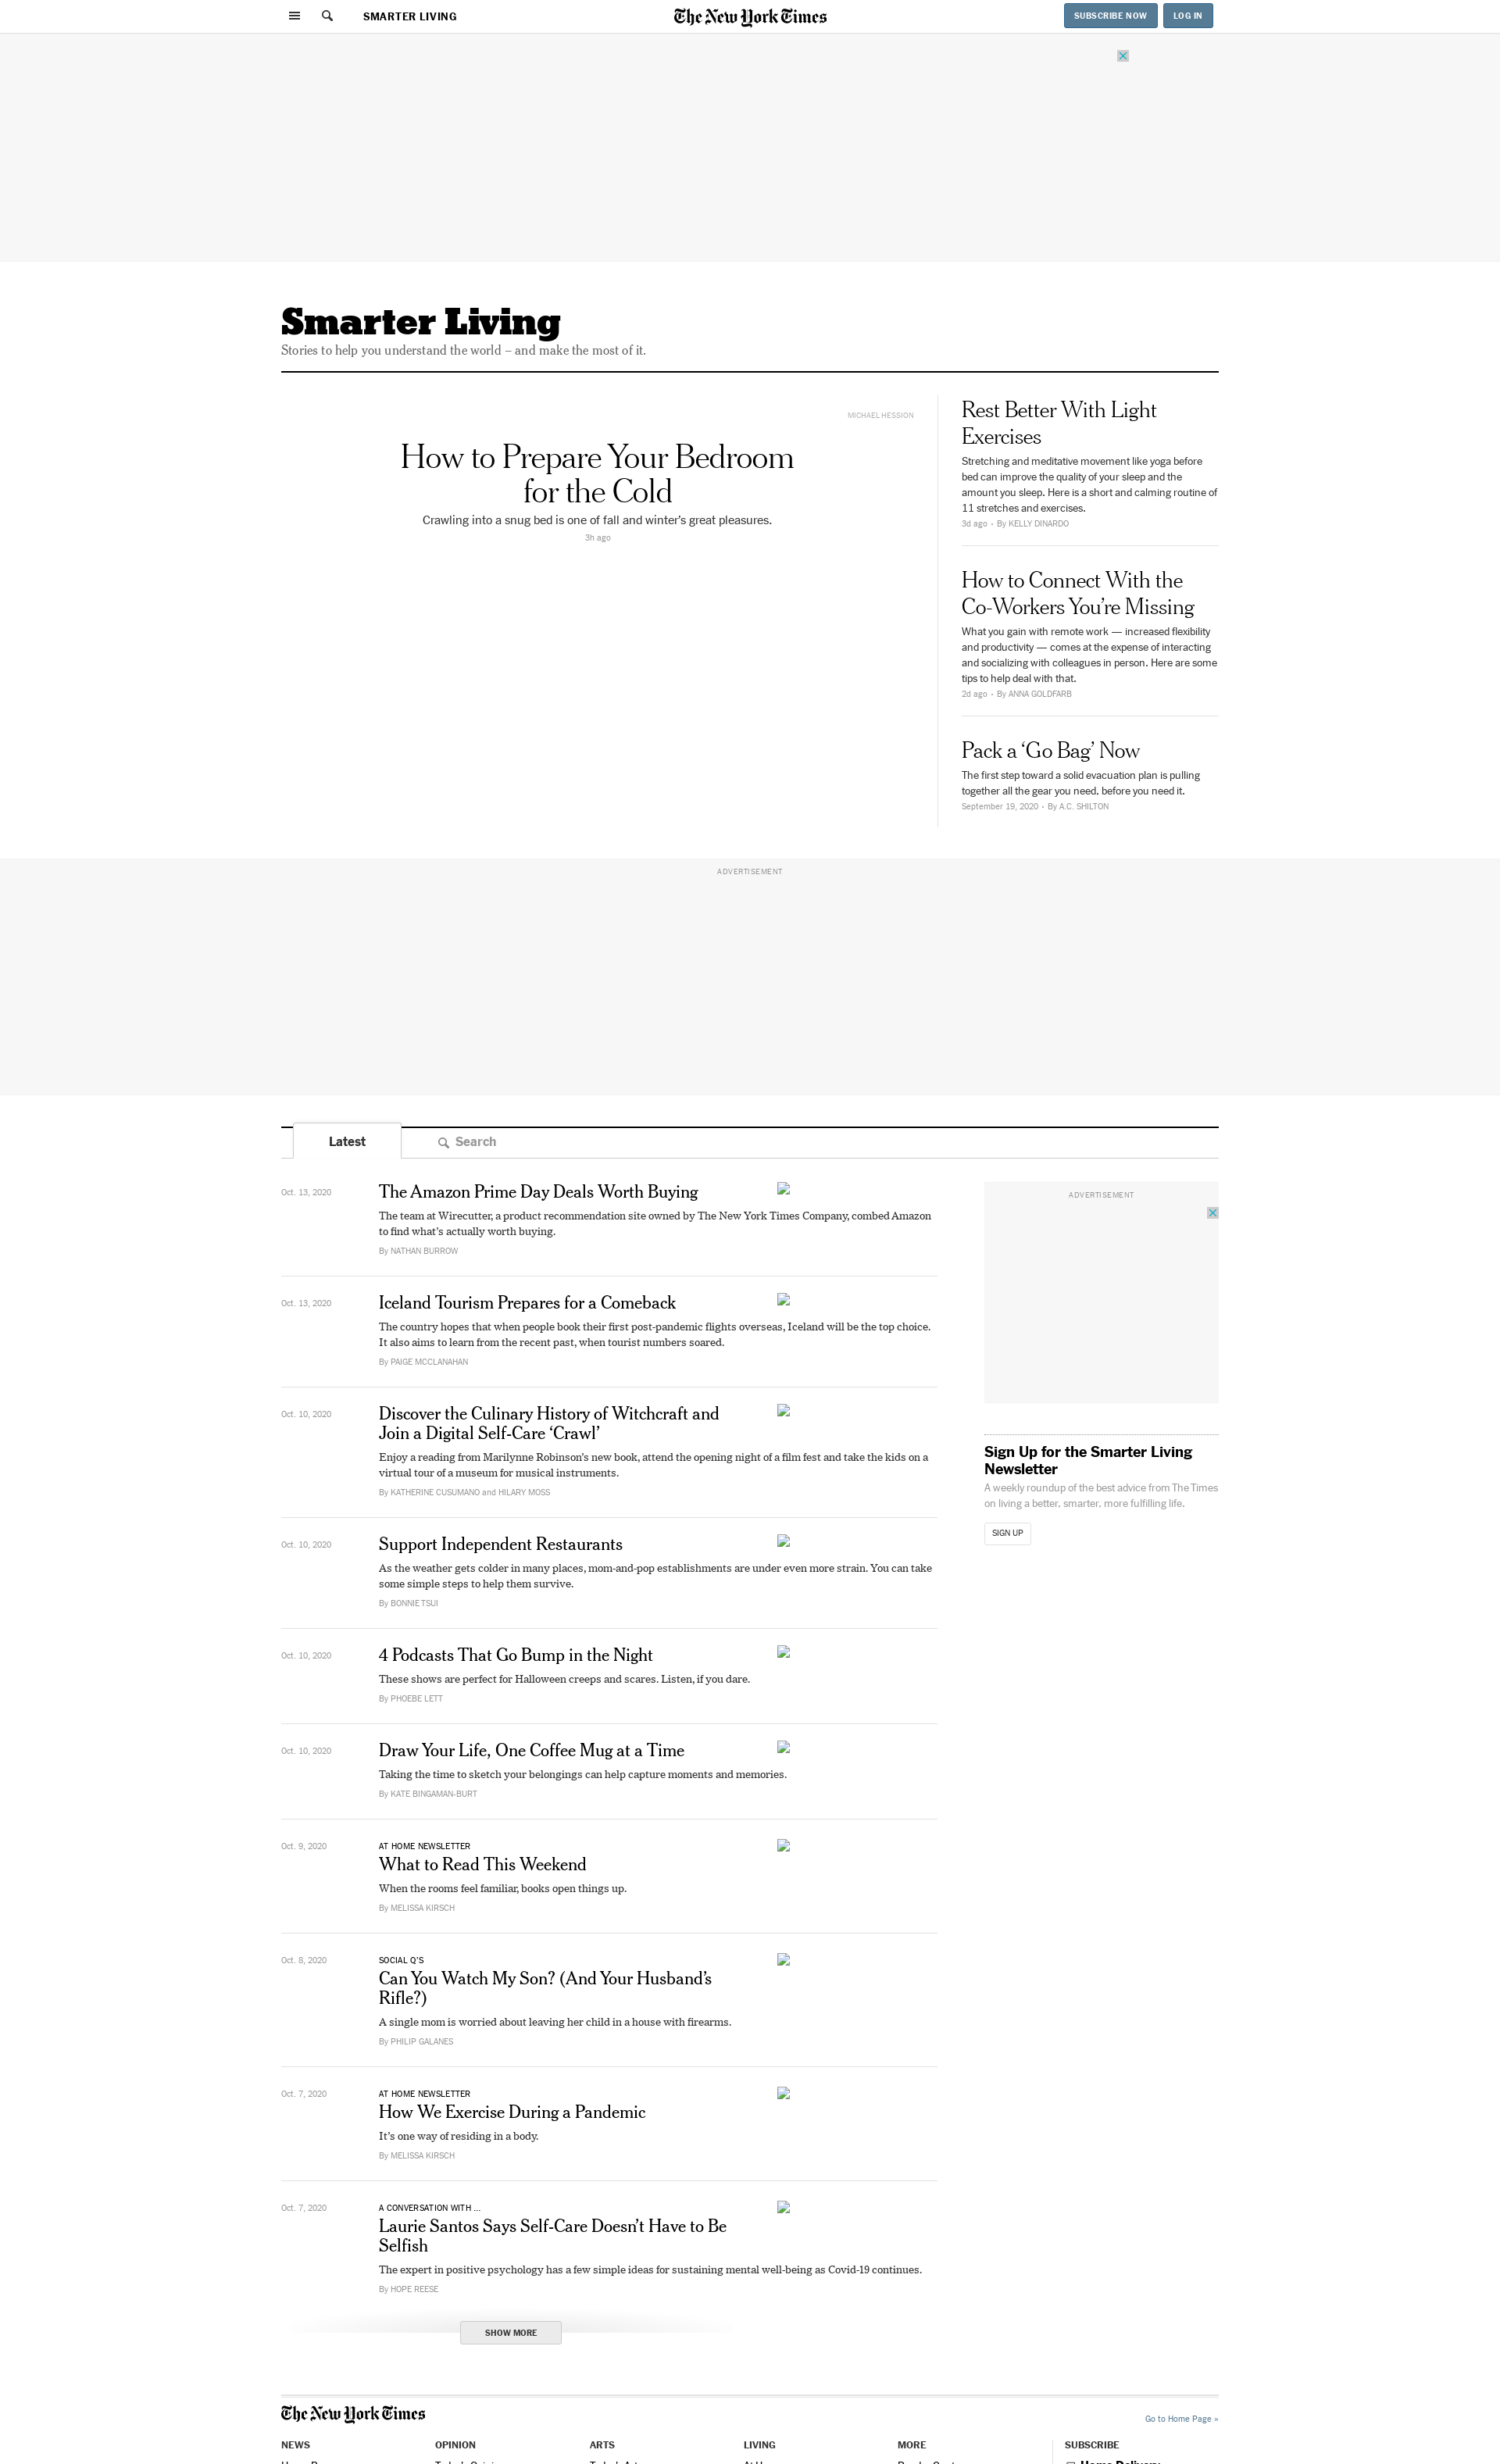 SMARTER LIVING
The New York Times
SUBSCRIBE NOW
LOG IN
Smarter Living
Stories to help you understand the world – and make the most of it.
MICHAEL HESSION
How to Prepare Your Bedroom
for the Cold
Crawling into a snug bed is one of fall and winter’s great pleasures.
3h ago
Rest Better With Light
Exercises
Stretching and meditative movement like yoga before
bed can improve the quality of your sleep and the
amount you sleep. Here is a short and calming routine of
11 stretches and exercises.
3d ago • By KELLY DINARDO
How to Connect With the
Co-Workers You’re Missing
What you gain with remote work — increased flexibility
and productivity — comes at the expense of interacting
and socializing with colleagues in person. Here are some
tips to help deal with that.
2d ago • By ANNA GOLDFARB
Pack a ‘Go Bag’ Now
The first step toward a solid evacuation plan is pulling
together all the gear you need, before you need it.
September 19, 2020 • By A.C. SHILTON
ADVERTISEMENT
Latest
Search
Oct. 13, 2020
The Amazon Prime Day Deals Worth Buying
The team at Wirecutter, a product recommendation site owned by The New York Times Company, combed Amazon
to find what’s actually worth buying.
By NATHAN BURROW
Oct. 13, 2020
Iceland Tourism Prepares for a Comeback
The country hopes that when people book their first post-pandemic flights overseas, Iceland will be the top choice.
It also aims to learn from the recent past, when tourist numbers soared.
By PAIGE MCCLANAHAN
Oct. 10, 2020
Discover the Culinary History of Witchcraft and
Join a Digital Self-Care ‘Crawl’
Enjoy a reading from Marilynne Robinson’s new book, attend the opening night of a film fest and take the kids on a
virtual tour of a museum for musical instruments.
By KATHERINE CUSUMANO and HILARY MOSS
Oct. 10, 2020
Support Independent Restaurants
As the weather gets colder in many places, mom-and-pop establishments are under even more strain. You can take
some simple steps to help them survive.
By BONNIE TSUI
Oct. 10, 2020
4 Podcasts That Go Bump in the Night
These shows are perfect for Halloween creeps and scares. Listen, if you dare.
By PHOEBE LETT
Oct. 10, 2020
Draw Your Life, One Coffee Mug at a Time
Taking the time to sketch your belongings can help capture moments and memories.
By KATE BINGAMAN-BURT
Oct. 9, 2020
AT HOME NEWSLETTER
What to Read This Weekend
When the rooms feel familiar, books open things up.
By MELISSA KIRSCH
Oct. 8, 2020
SOCIAL Q’S
Can You Watch My Son? (And Your Husband’s
Rifle?)
A single mom is worried about leaving her child in a house with firearms.
By PHILIP GALANES
Oct. 7, 2020
AT HOME NEWSLETTER
How We Exercise During a Pandemic
It’s one way of residing in a body.
By MELISSA KIRSCH
Oct. 7, 2020
A CONVERSATION WITH ...
Laurie Santos Says Self-Care Doesn’t Have to Be
Selfish
The expert in positive psychology has a few simple ideas for sustaining mental well-being as Covid-19 continues.
By HOPE REESE
SHOW MORE
ADVERTISEMENT
Sign Up for the Smarter Living
Newsletter
A weekly roundup of the best advice from The Times
on living a better, smarter, more fulfilling life.
SIGN UP
The New York Times
Go to Home Page »
NEWS
OPINION
ARTS
LIVING
MORE
SUBSCRIBE